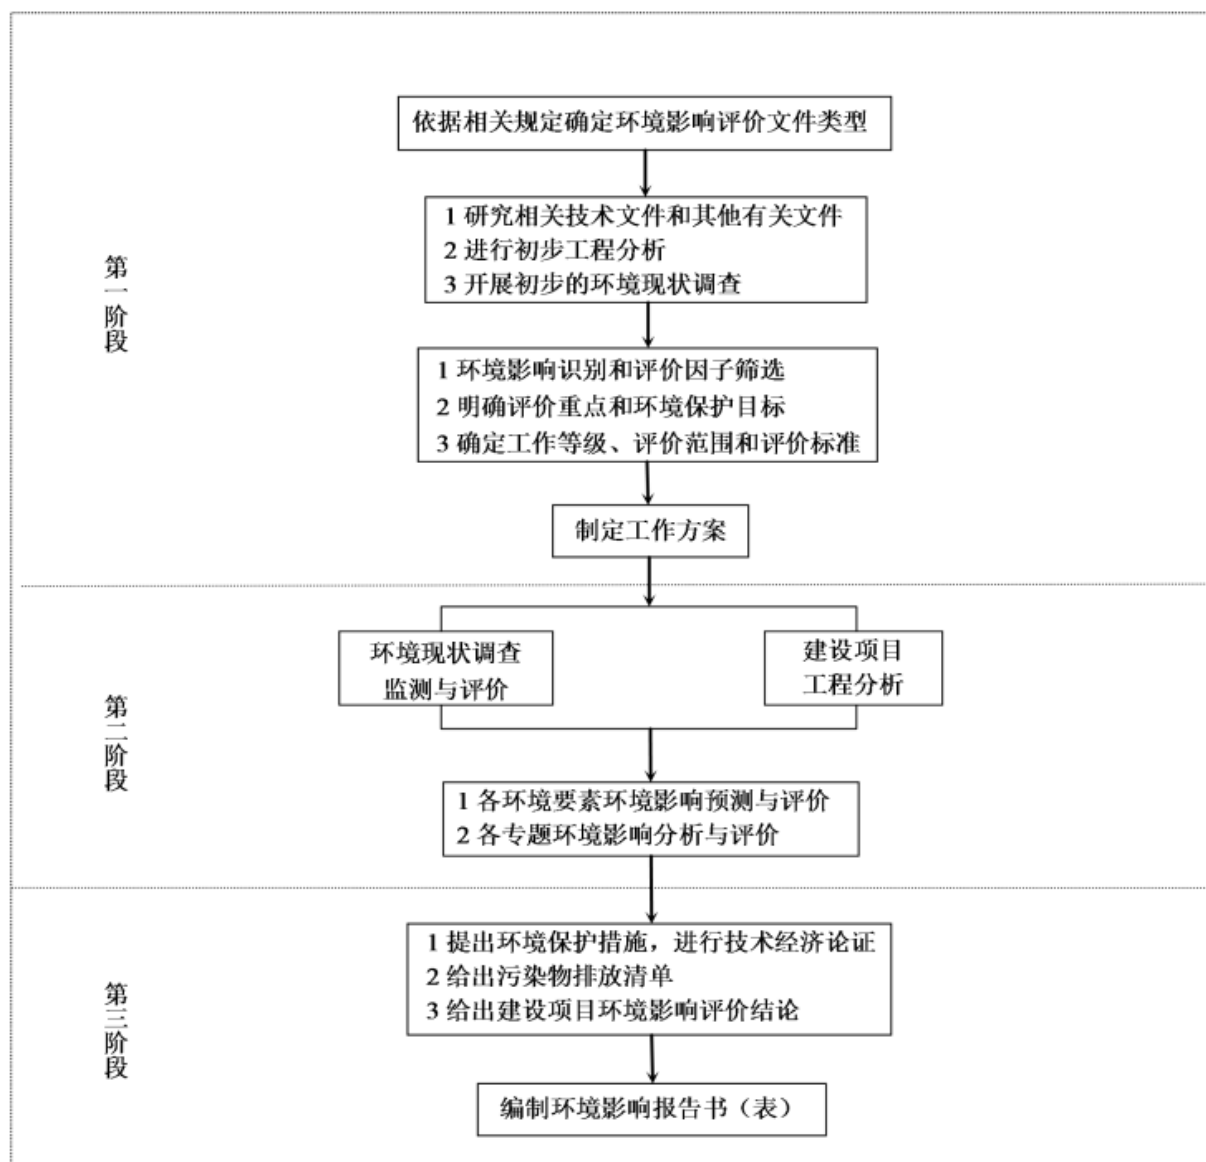 依据相关规定确定环境影响评价文件类型
1 研究相关技术文件和其他有关文件
2 进行初步工程分析
3 开展初步的环境现状调查
第一阶段
1 环境影响识别和评价因子筛选
2 明确评价重点和环境保护目标
3 确定工作等级、评价范围和评价标准
制定工作方案
环境现状调查
监测与评价
建设项目
工程分析
第二阶段
1 各环境要素环境影响预测与评价
2 各专题环境影响分析与评价
1 提出环境保护措施，进行技术经济论证
2 给出污染物排放清单
3 给出建设项目环境影响评价结论
第三阶段
编制环境影响报告书（表）